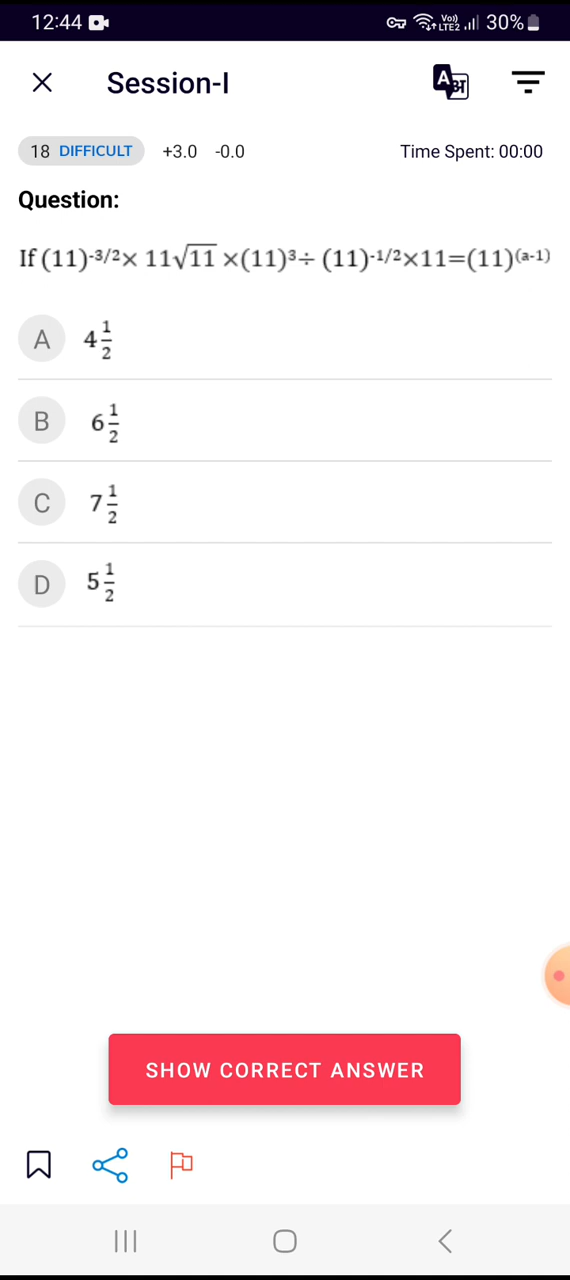 12:44 Vo) LTE2 30%
Session-I
18 DIFFICULT +3.0 -0.0 Time Spent: 00:00
Question:
If (11)⁻³/²× 11√11 ×(11)³÷ (11)⁻¹/²×11=(11)⁽ᵃ⁻¹⁾
A 4 1/2
B 6 1/2
C 7 1/2
D 5 1/2
SHOW CORRECT ANSWER